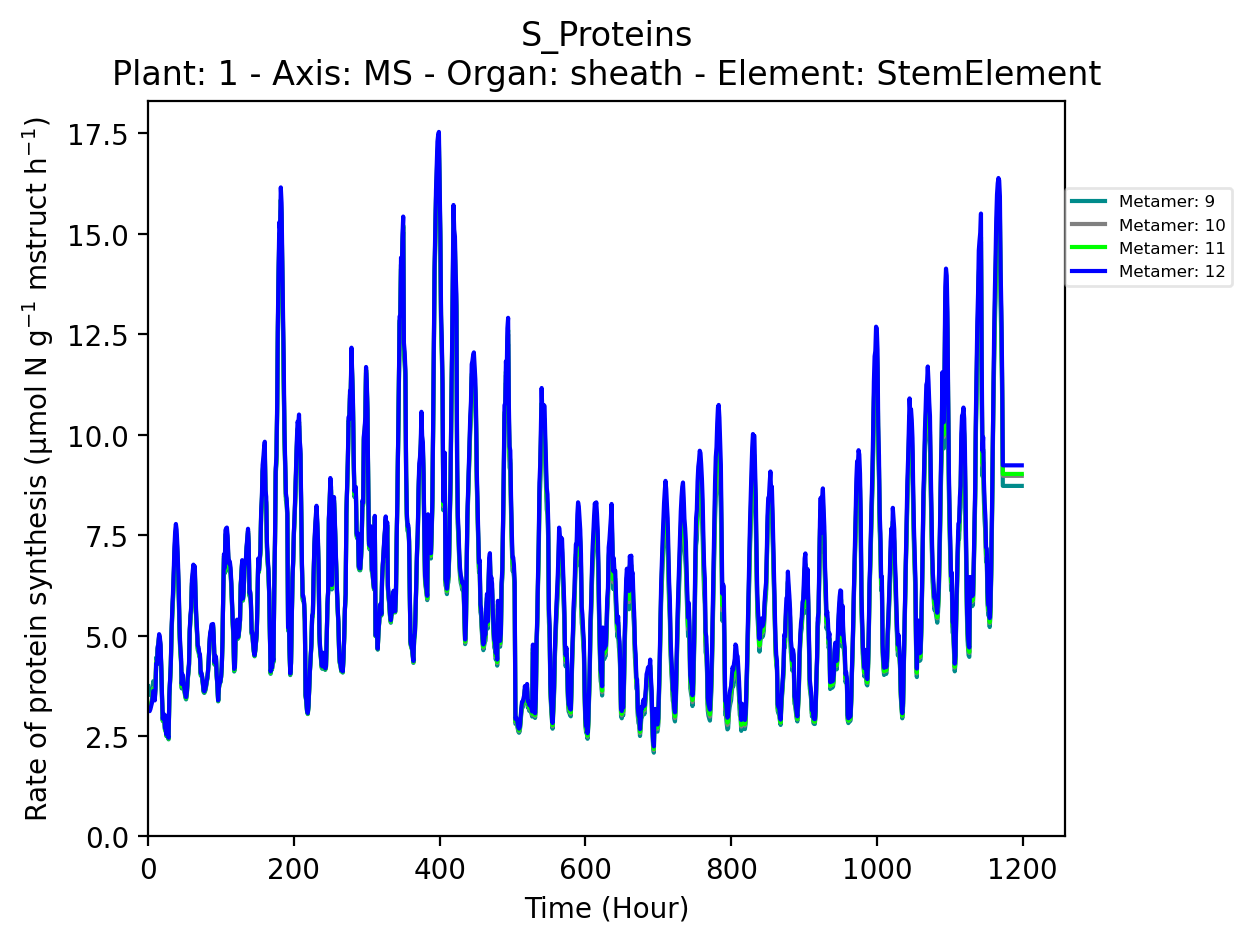 S_Proteins
Plant: 1 - Axis: MS - Organ: sheath - Element: StemElement
Rate of protein synthesis (µmol N g⁻¹ mstruct h⁻¹)
17.5
15.0
12.5
10.0
7.5
5.0
2.5
0.0
0 200 400 600 800 1000 1200
Time (Hour)
Metamer: 9
Metamer: 10
Metamer: 11
Metamer: 12